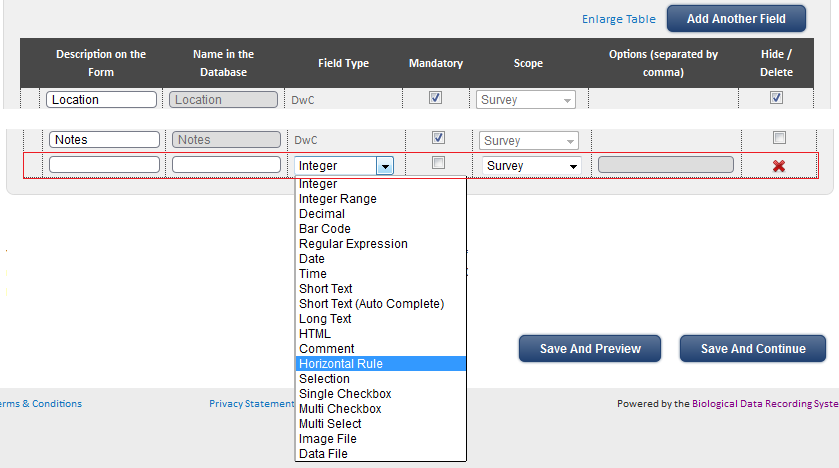 Enlarge Table
Add Another Field
Description on the Form
Name in the Database
Field Type
Mandatory
Scope
Options (separated by comma)
Hide / Delete
Location
Location
DwC
Survey
Notes
Notes
DwC
Survey
Integer
Survey
Integer
Integer Range
Decimal
Bar Code
Regular Expression
Date
Time
Short Text
Short Text (Auto Complete)
Long Text
HTML
Comment
Horizontal Rule
Selection
Single Checkbox
Multi Checkbox
Multi Select
Image File
Data File
Save And Preview
Save And Continue
erms & Conditions
Privacy Statement
Powered by the Biological Data Recording Syste